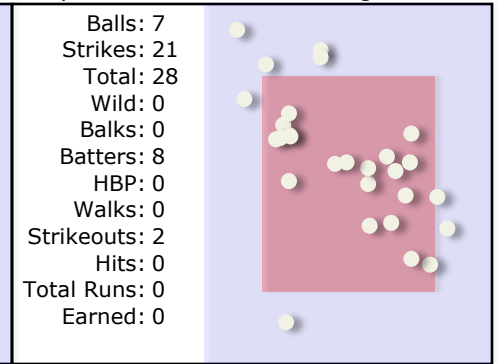 Balls: 7
Strikes: 21
Total: 28
Wild: 0
Balks: 0
Batters: 8
HBP: 0
Walks: 0
Strikeouts: 2
Hits: 0
Total Runs: 0
Earned: 0